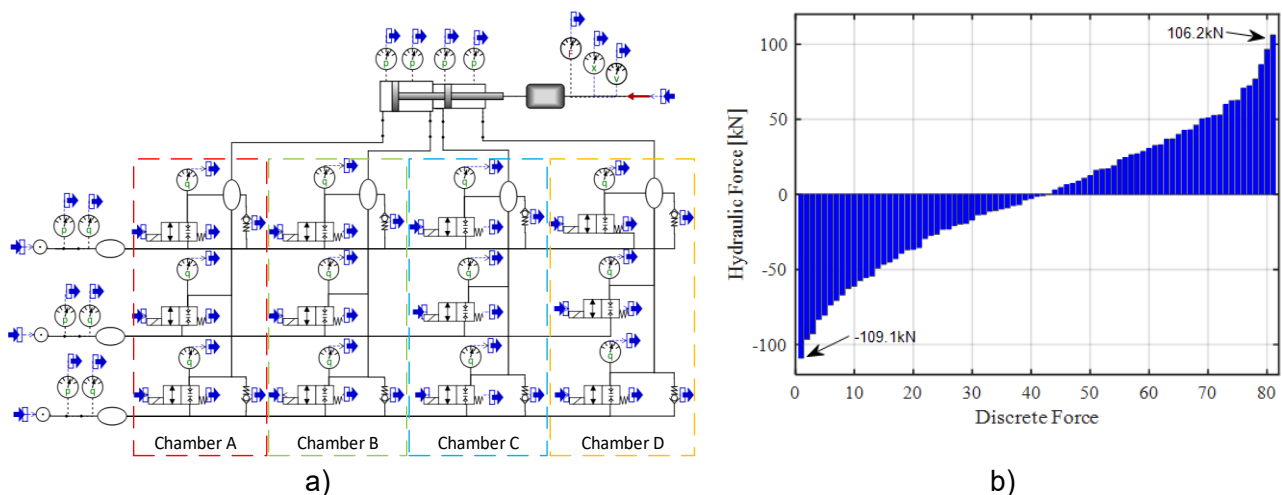 p p p p F x v
q q q q
p q
q q q q
p q
q q q q
p q
Chamber A Chamber B Chamber C Chamber D
a)
Hydraulic Force [kN]
100
50
0
-50
-100
106.2kN
-109.1kN
0 10 20 30 40 50 60 70 80
Discrete Force
b)